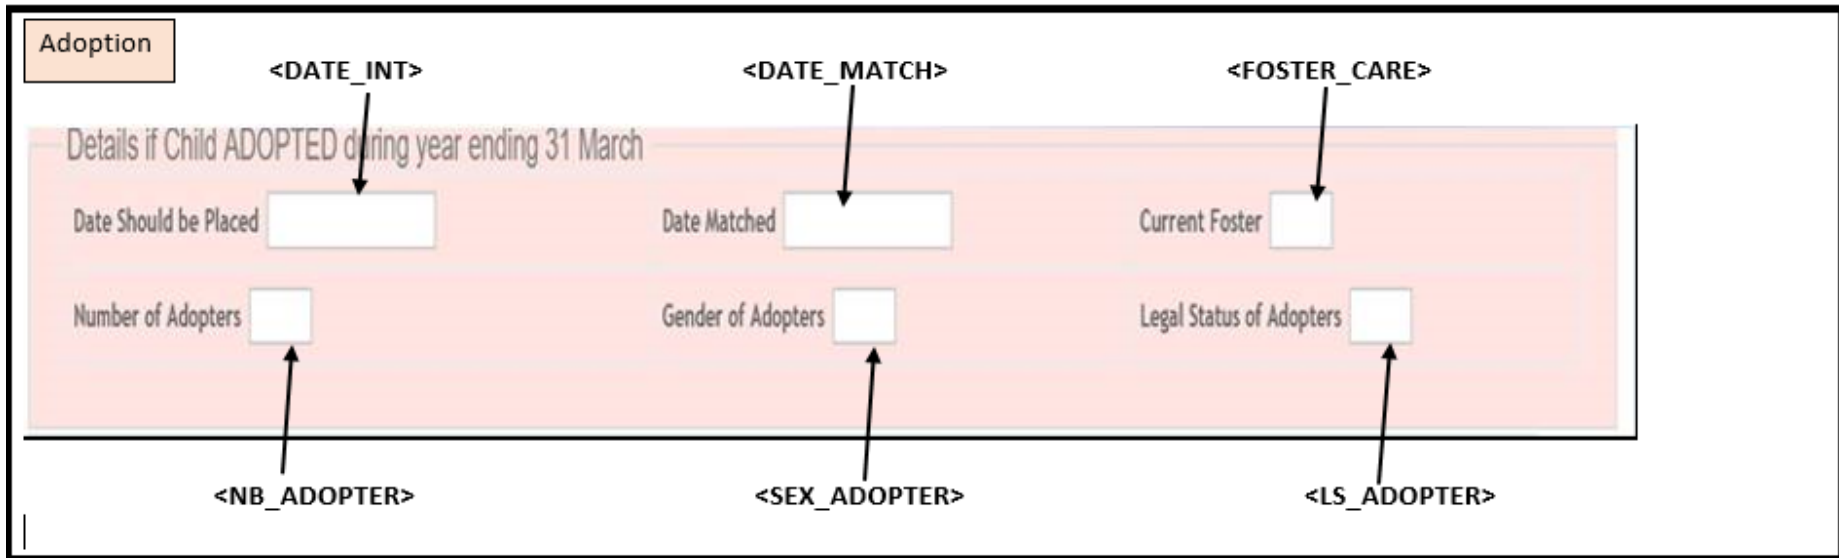 Adoption
<DATE_INT> <DATE_MATCH> <FOSTER_CARE>
Details if Child ADOPTED during year ending 31 March
Date Should be Placed Date Matched Current Foster
Number of Adopters Gender of Adopters Legal Status of Adopters
<NB_ADOPTER> <SEX_ADOPTER> <LS_ADOPTER>